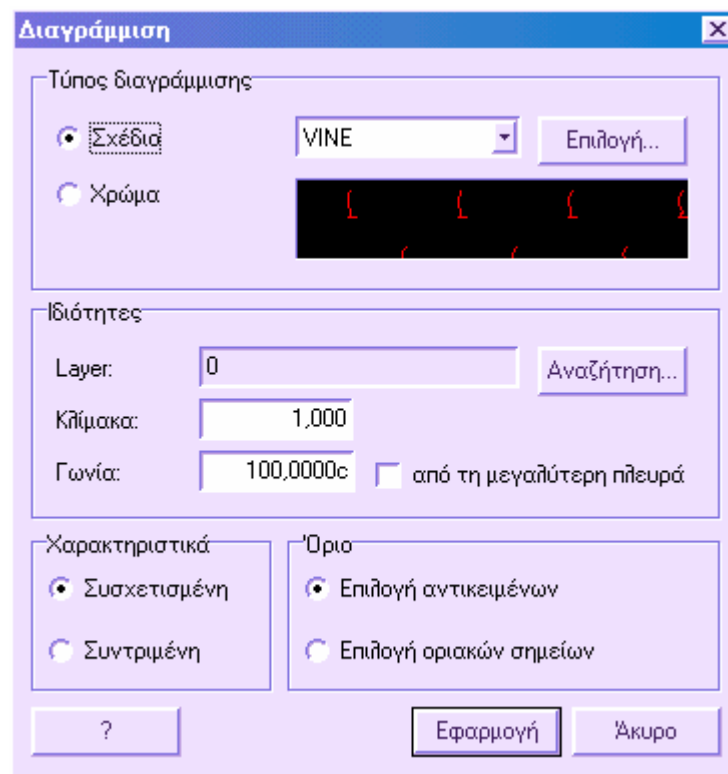 Διαγράμμιση
Τύπος διαγράμμισης
Σχέδιο
VINE
Επιλογή...
Χρώμα
Ιδιότητες
Layer:
0
Αναζήτηση...
Κλίμακα:
1,000
Γωνία:
100,0000c
από τη μεγαλύτερη πλευρά
Χαρακτηριστικά
Όριο
Συσχετισμένη
Επιλογή αντικειμένων
Συντριμένη
Επιλογή οριακών σημείων
?
Εφαρμογή
Άκυρο